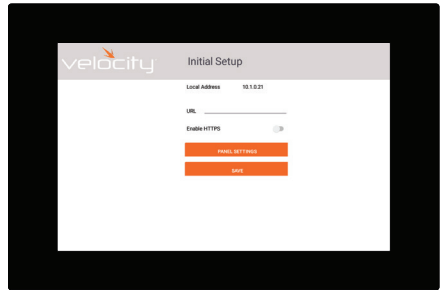 velocity
Initial Setup
Local Address 10.1.0.21
URL
Enable HTTPS
PANEL SETTINGS
SAVE